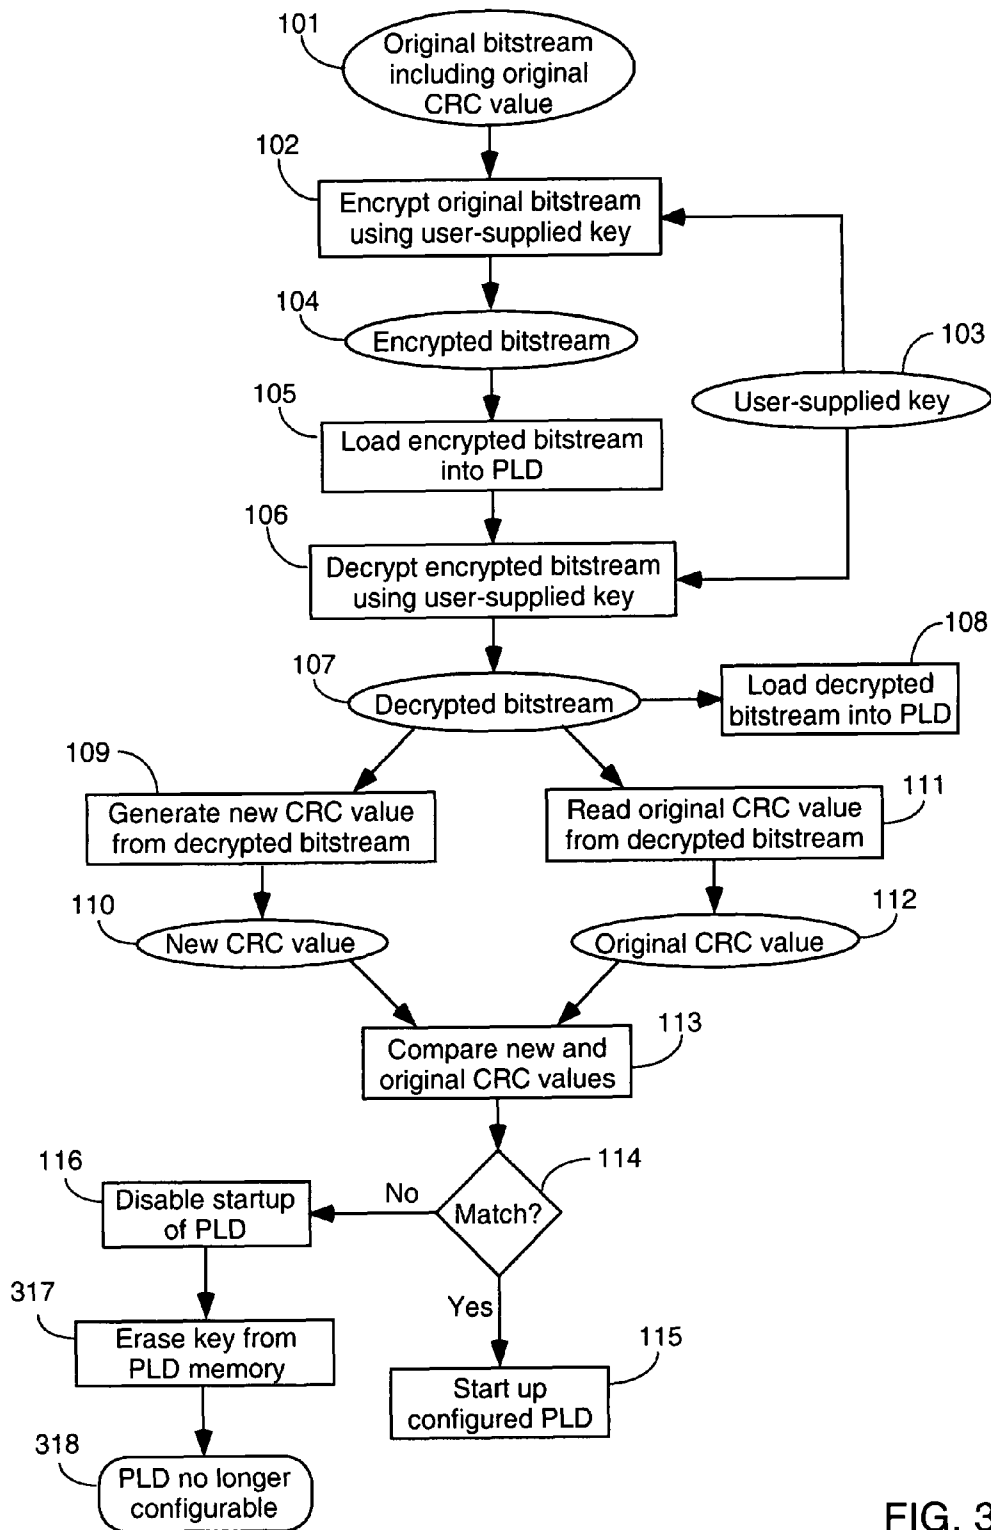 101
Original bitstream
including original
CRC value
102
Encrypt original bitstream
using user-supplied key
104
Encrypted bitstream
103
User-supplied key
105
Load encrypted bitstream
into PLD
106
Decrypt encrypted bitstream
using user-supplied key
107
Decrypted bitstream
108
Load decrypted
bitstream into PLD
109
Generate new CRC value
from decrypted bitstream
111
Read original CRC value
from decrypted bitstream
110
New CRC value
112
Original CRC value
113
Compare new and
original CRC values
114
Match?
No
Yes
116
Disable startup
of PLD
317
Erase key from
PLD memory
115
Start up
configured PLD
318
PLD no longer
configurable
FIG. 3